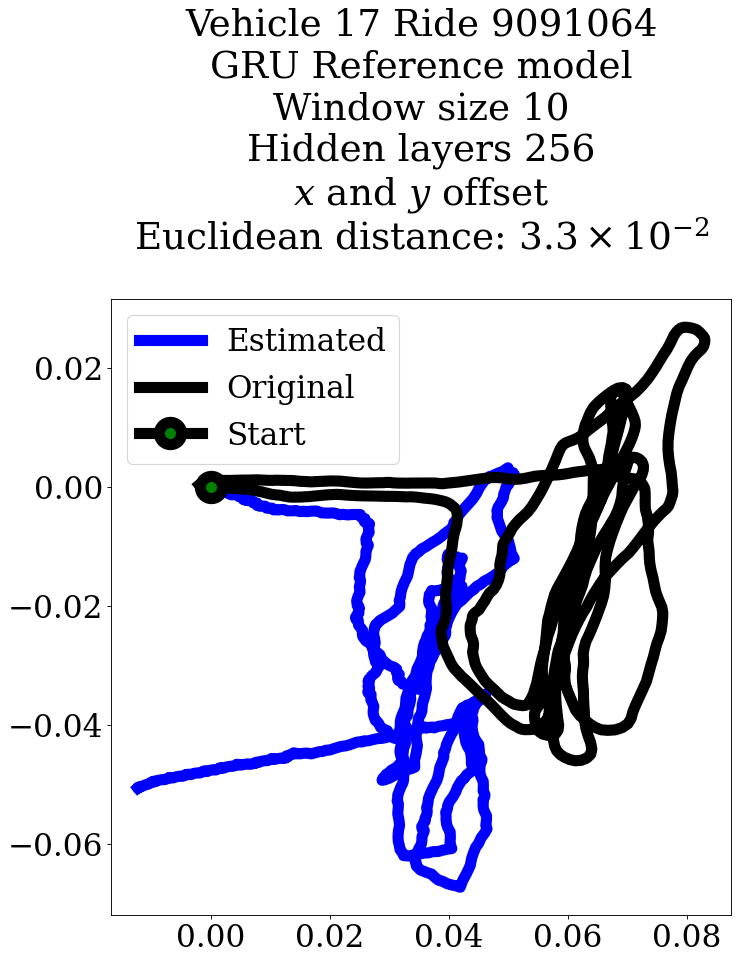 Vehicle 17 Ride 9091064
GRU Reference model
Window size 10
Hidden layers 256
x and y offset
Euclidean distance: 3.3 × 10⁻²
Estimated
Original
Start
0.02
0.00
−0.02
−0.04
−0.06
0.00 0.02 0.04 0.06 0.08